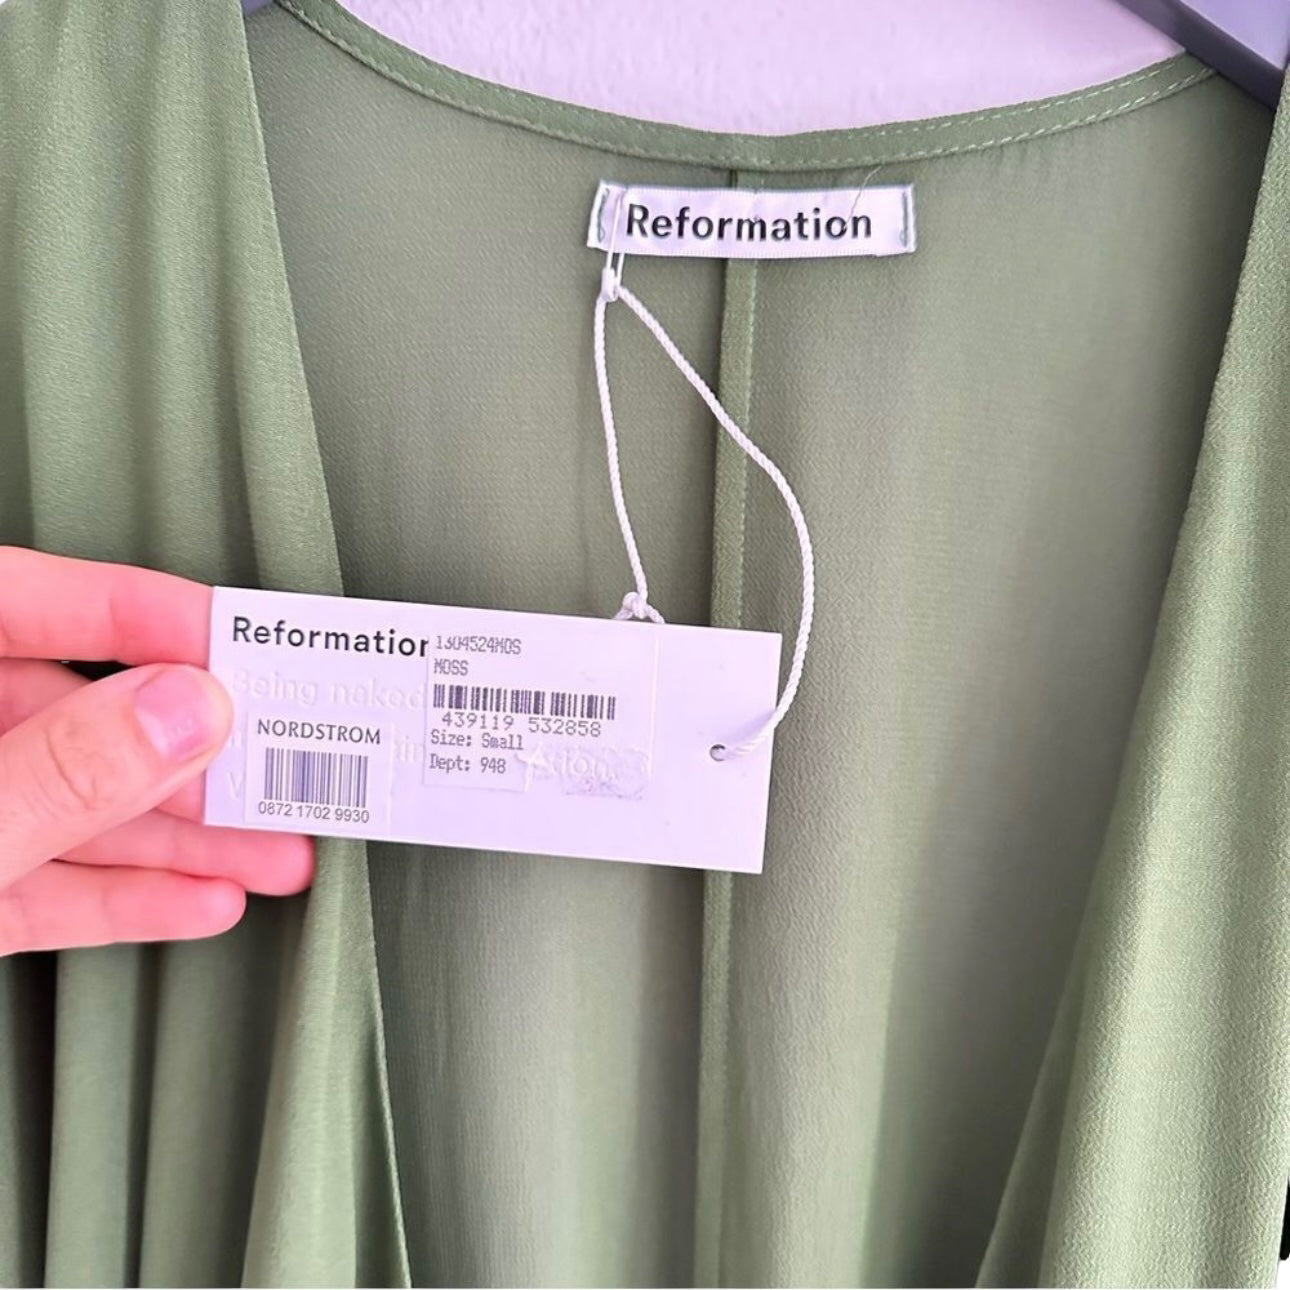 Reformation
Reformation
1304524MOS
MOSS
Being naked
439119 532858
NORDSTROM
Size: Small
Dept: 948
0872 1702 9930